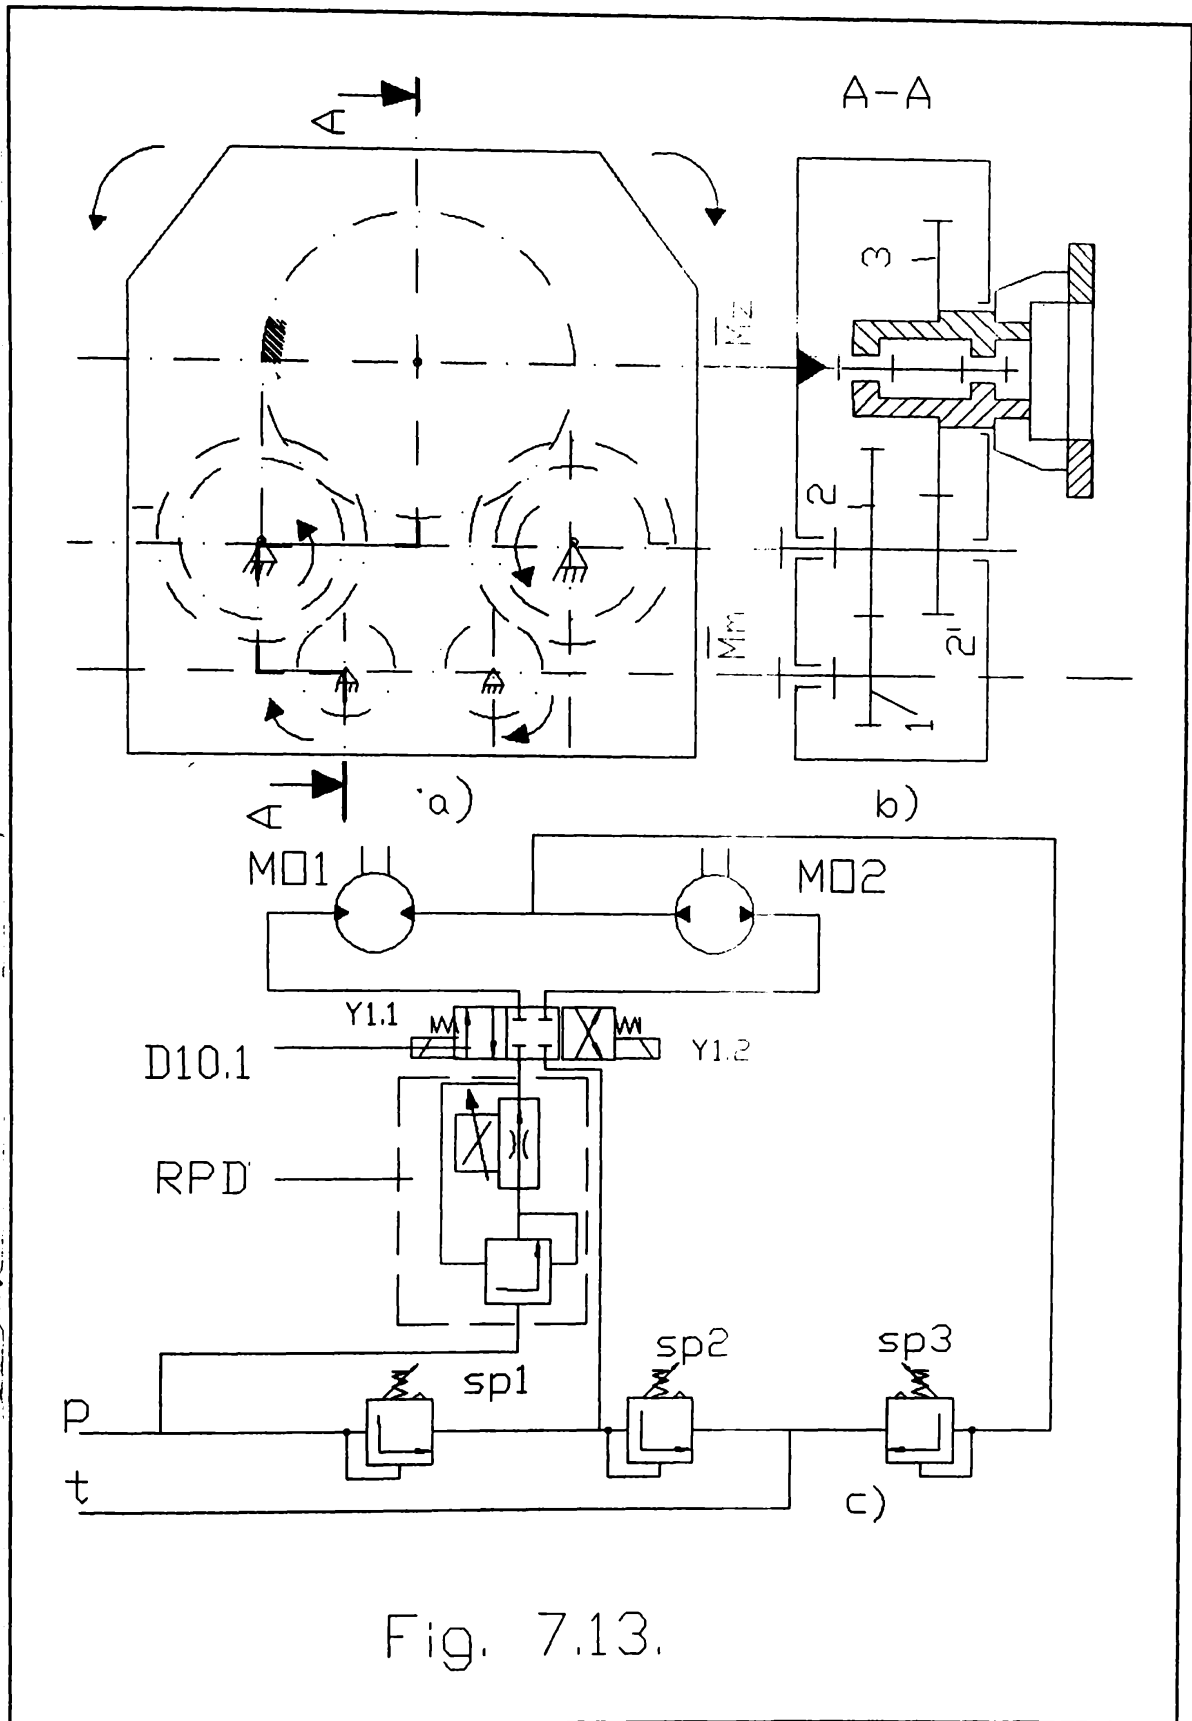 A
A-A
3
Mz
2
2'
Mm
1
A
a)
b)
MO1
MO2
Y1.1
D10.1
Y1.2
RPD
sp1
sp2
sp3
p
t
c)
Fig. 7.13.